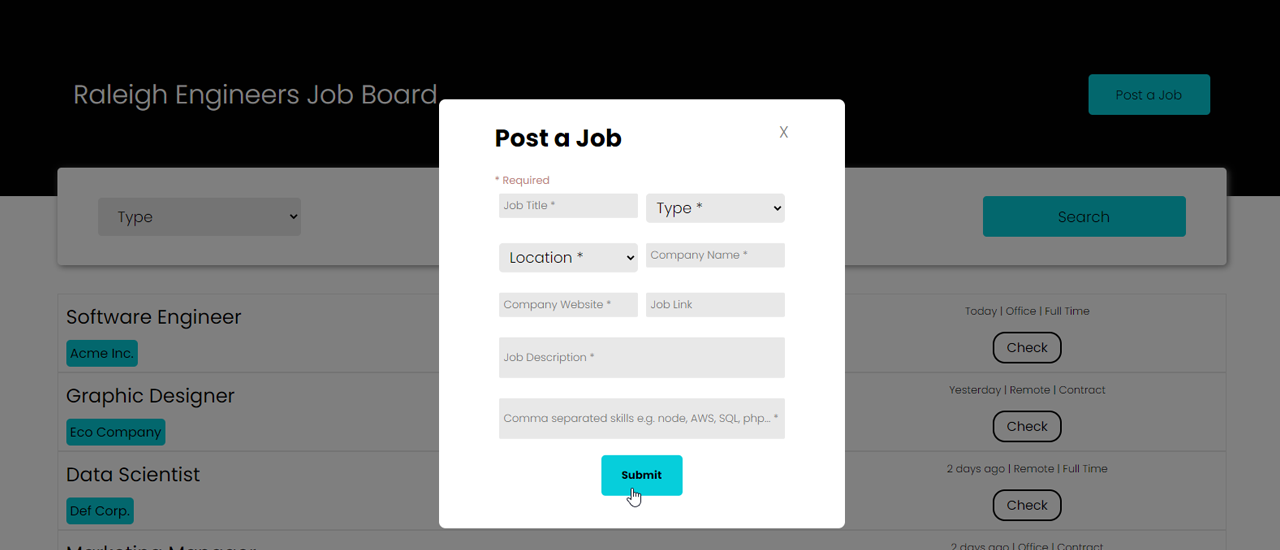 Raleigh Engineers Job Board
Post a Job
Type
Search
Software Engineer
Acme Inc.
Today | Office | Full Time
Check
Graphic Designer
Eco Company
Yesterday | Remote | Contract
Check
Data Scientist
Def Corp.
2 days ago | Remote | Full Time
Check
Marketing Manager
2 days ago | Office | Contract
Post a Job
X
* Required
Job Title *
Type *
Location *
Company Name *
Company Website *
Job Link
Job Description *
Comma separated skills e.g. node, AWS, SQL, php... *
Submit